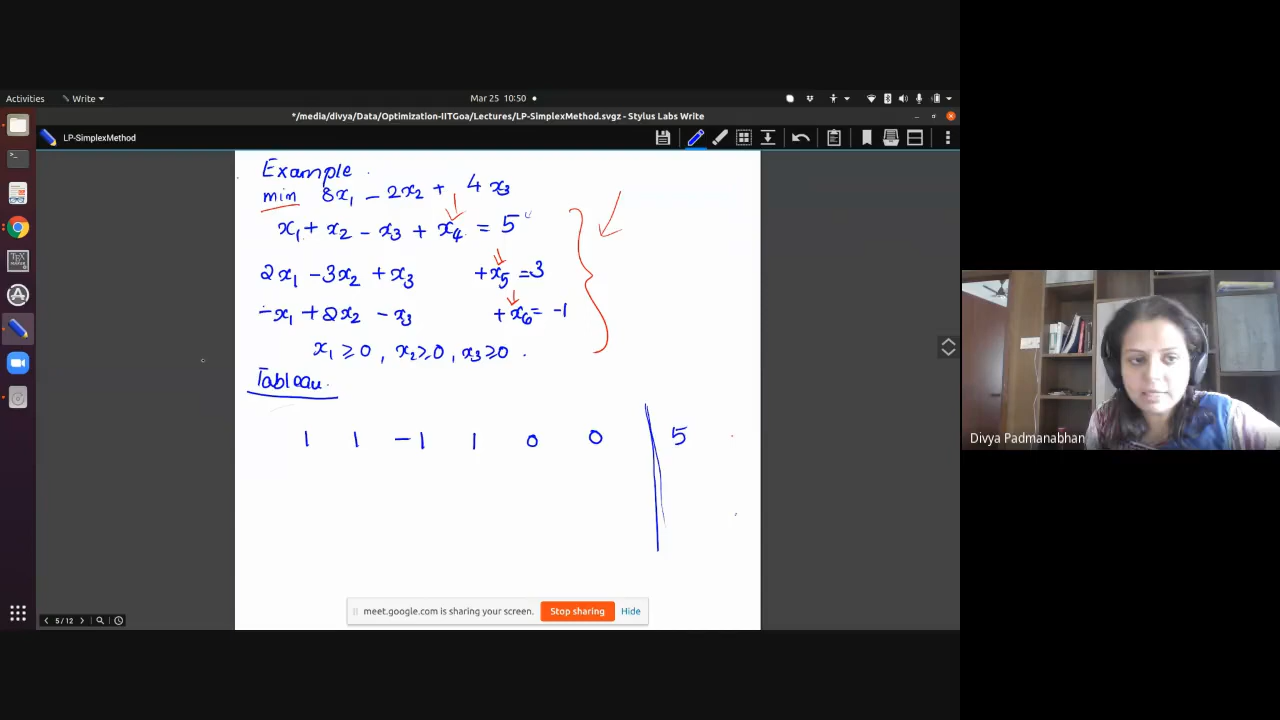 Activities Write Mar 25 10:50
*/media/divya/Data/Optimization-IITGoa/Lectures/LP-SimplexMethod.svgz - Stylus Labs Write
LP-SimplexMethod
Example
min 8x₁ - 2x₂ + 4x₃
x₁ + x₂ - x₃ + x₄ = 5
2x₁ - 3x₂ + x₃ + x₅ = 3
-x₁ + 2x₂ - x₃ + x₆ = -1
x₁ ≥ 0, x₂ ≥ 0, x₃ ≥ 0.
Tableau.
1 1 -1 1 0 0 5
Divya Padmanabhan
meet.google.com is sharing your screen. Stop sharing Hide
5/12